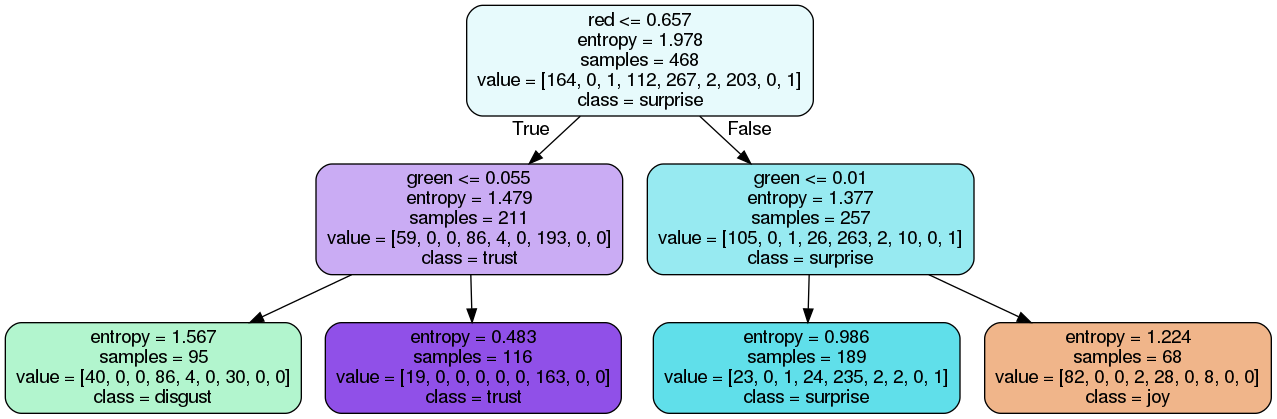 red <= 0.657
entropy = 1.978
samples = 468
value = [164, 0, 1, 112, 267, 2, 203, 0, 1]
class = surprise
True
False
green <= 0.055
entropy = 1.479
samples = 211
value = [59, 0, 0, 86, 4, 0, 193, 0, 0]
class = trust
green <= 0.01
entropy = 1.377
samples = 257
value = [105, 0, 1, 26, 263, 2, 10, 0, 1]
class = surprise
entropy = 1.567
samples = 95
value = [40, 0, 0, 86, 4, 0, 30, 0, 0]
class = disgust
entropy = 0.483
samples = 116
value = [19, 0, 0, 0, 0, 0, 163, 0, 0]
class = trust
entropy = 0.986
samples = 189
value = [23, 0, 1, 24, 235, 2, 2, 0, 1]
class = surprise
entropy = 1.224
samples = 68
value = [82, 0, 0, 2, 28, 0, 8, 0, 0]
class = joy